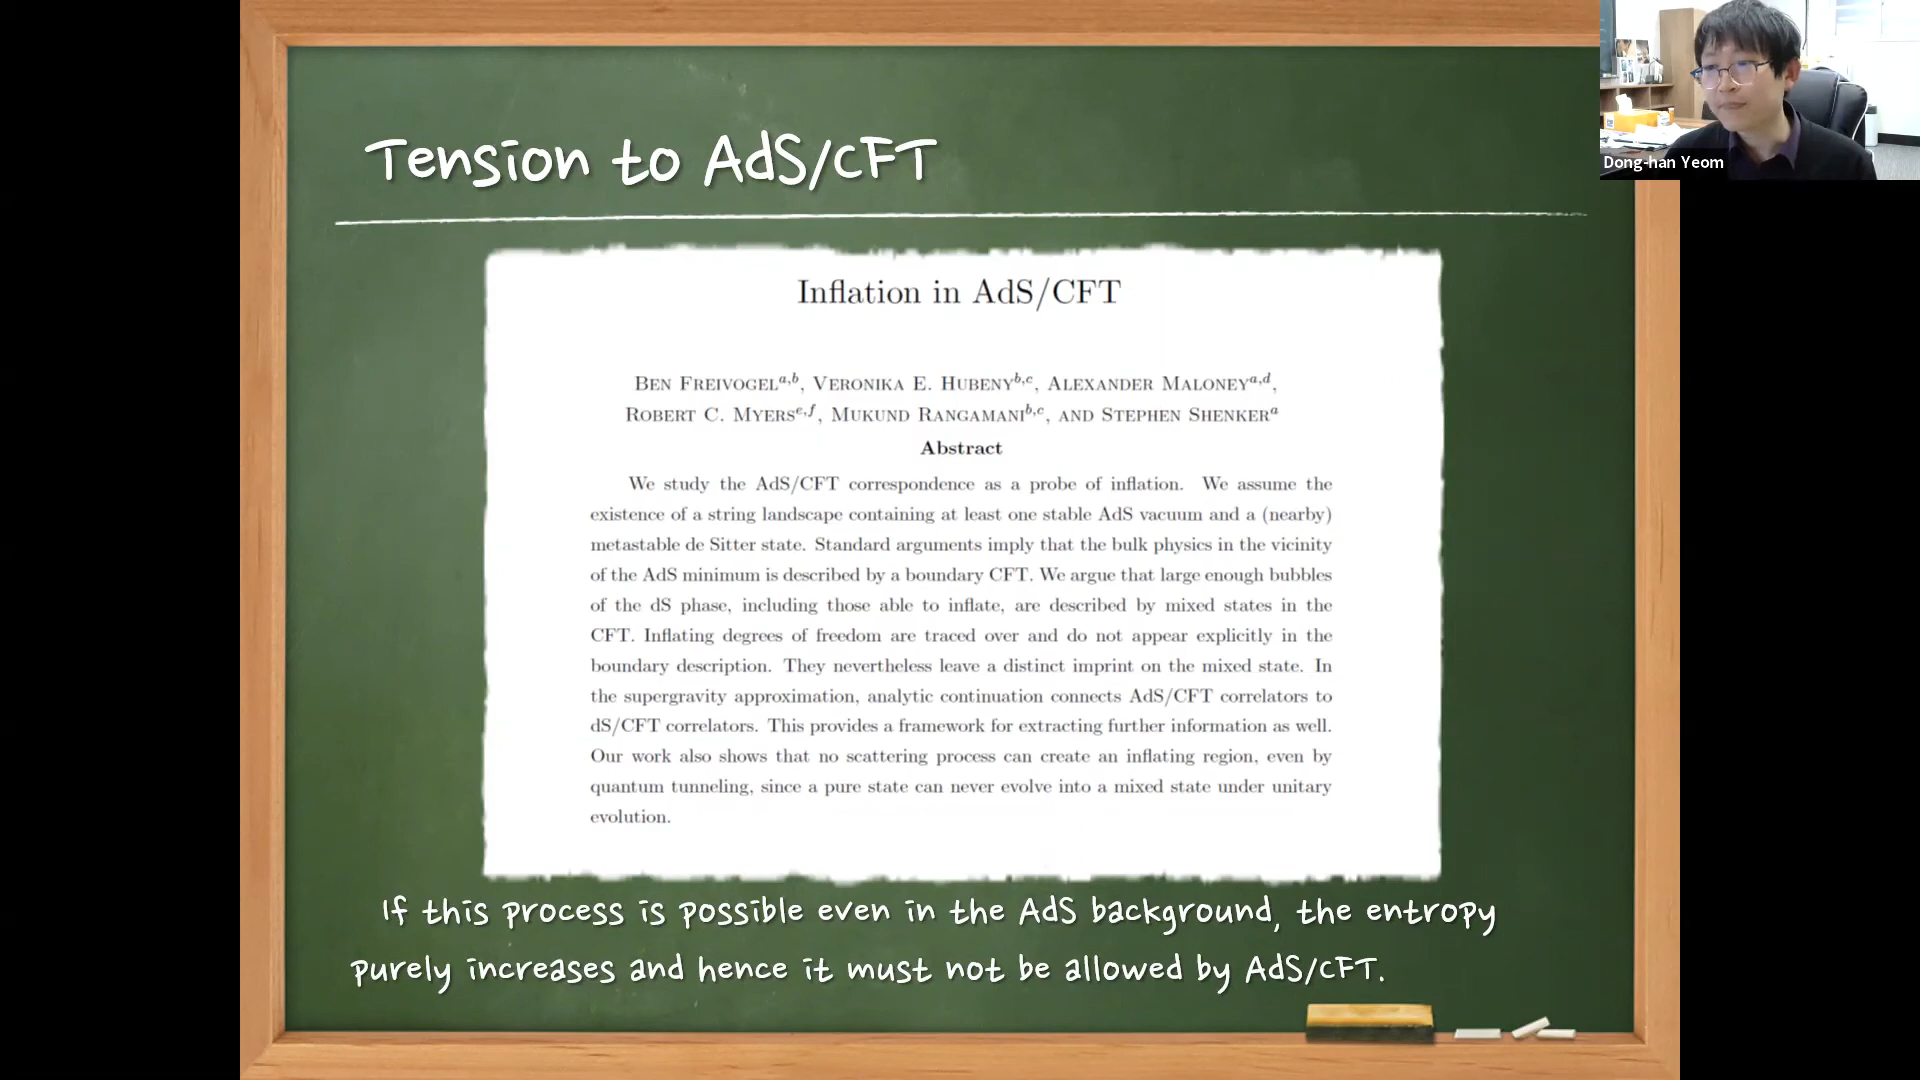 Tension to AdS/CFT
Dong-han Yeom
Inflation in AdS/CFT
Ben Freivogel^{a,b}, Veronika E. Hubeny^{b,c}, Alexander Maloney^{a,d},
Robert C. Myers^{e,f}, Mukund Rangamani^{b,c}, and Stephen Shenker^{a}
Abstract
We study the AdS/CFT correspondence as a probe of inflation. We assume the
existence of a string landscape containing at least one stable AdS vacuum and a (nearby)
metastable de Sitter state. Standard arguments imply that the bulk physics in the vicinity
of the AdS minimum is described by a boundary CFT. We argue that large enough bubbles
of the dS phase, including those able to inflate, are described by mixed states in the
CFT. Inflating degrees of freedom are traced over and do not appear explicitly in the
boundary description. They nevertheless leave a distinct imprint on the mixed state. In
the supergravity approximation, analytic continuation connects AdS/CFT correlators to
dS/CFT correlators. This provides a framework for extracting further information as well.
Our work also shows that no scattering process can create an inflating region, even by
quantum tunneling, since a pure state can never evolve into a mixed state under unitary
evolution.
If this process is possible even in the AdS background, the entropy
purely increases and hence it must not be allowed by AdS/CFT.